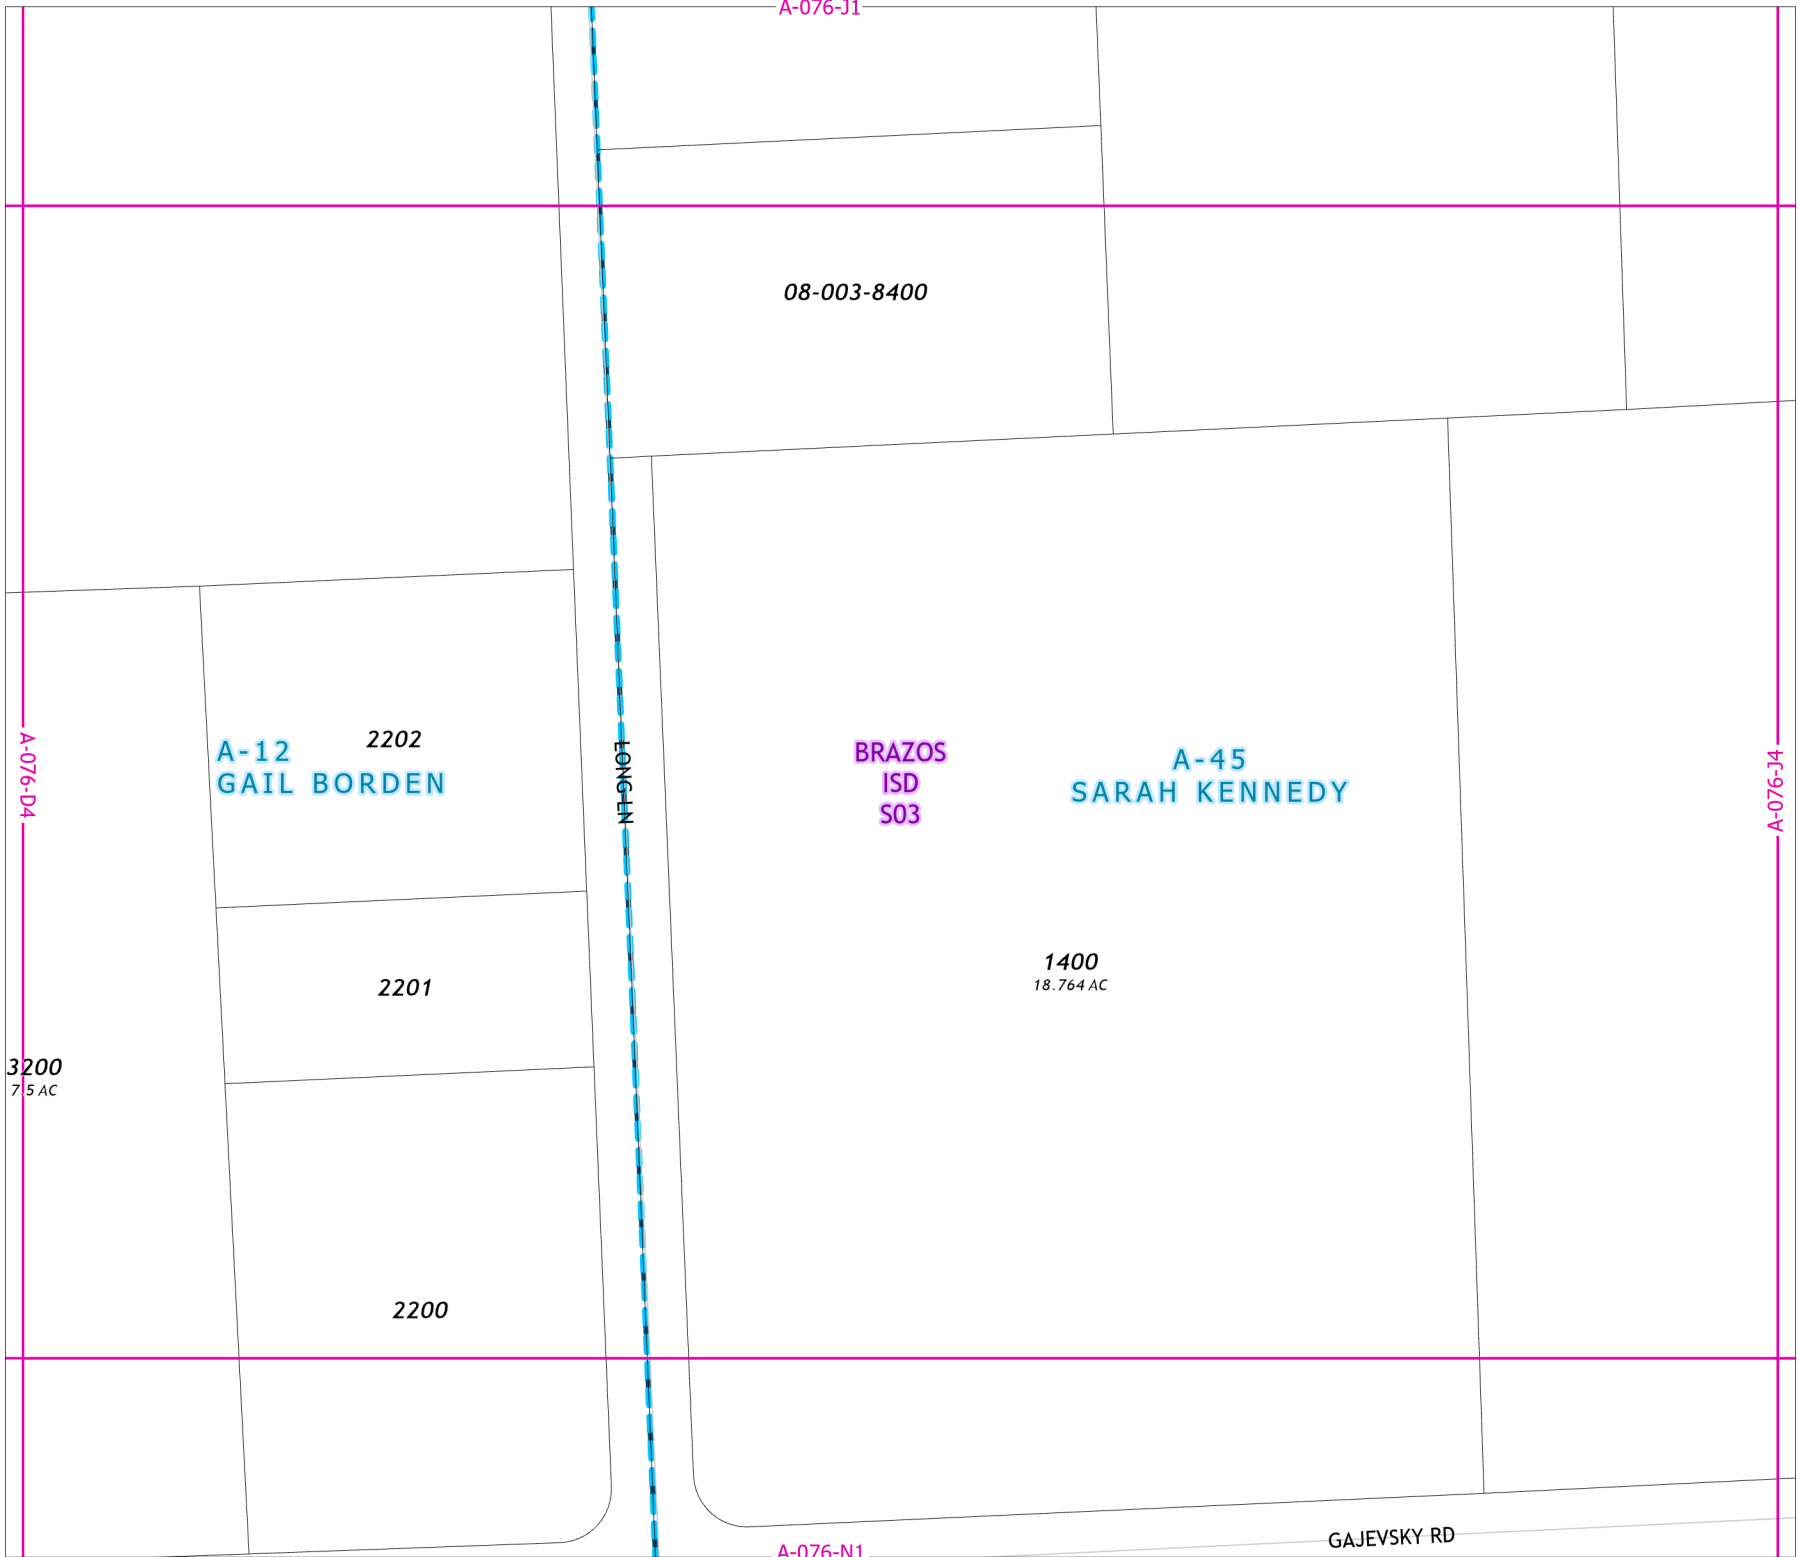 A-076-J1
08-003-8400
A-12
GAIL BORDEN
2202
LONG LN
BRAZOS
ISD
S03
A-45
SARAH KENNEDY
A-076-D4
A-076-J4
2201
1400
18.764 AC
3200
7.5 AC
2200
GAJEVSKY RD
A-076-N1